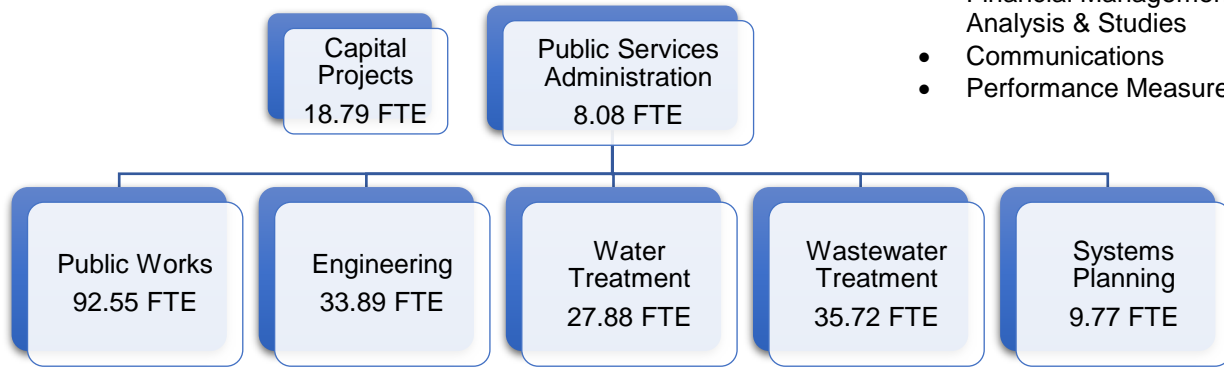 Analysis & Studies
• Communications
• Performance
Capital
Projects
18.79 FTE
Public Services
Administration
8.08 FTE
Public Works
92.55 FTE
Engineering
33.89 FTE
Water
Treatment
27.88 FTE
Wastewater
Treatment
35.72 FTE
Systems
Planning
9.77 FTE